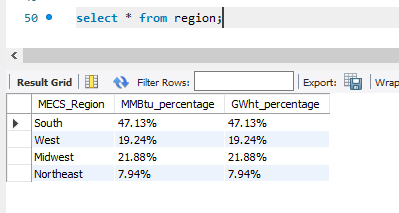 50 select * from region;
Result Grid Filter Rows: Export: Wrap
MECS_Region MMBtu_percentage GWht_percentage
South 47.13% 47.13%
West 19.24% 19.24%
Midwest 21.88% 21.88%
Northeast 7.94% 7.94%